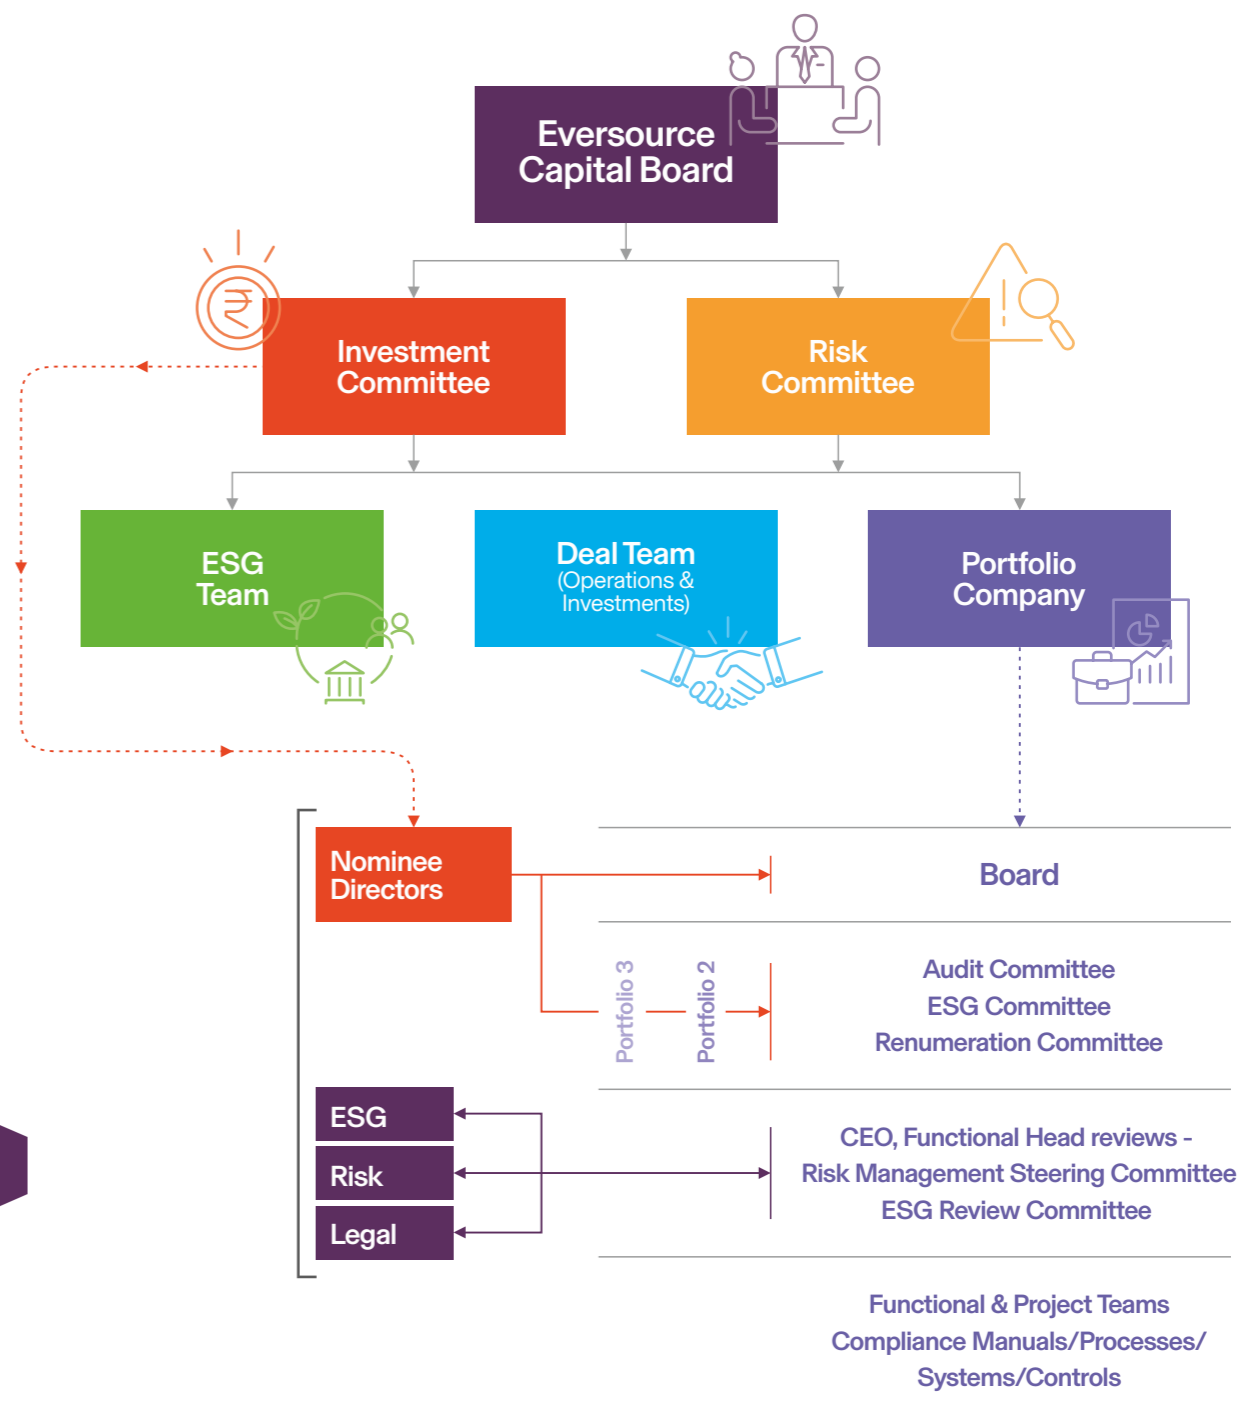 Eversource
Capital Board
₹
Investment
Committee
Risk
Committee
ESG
Team
Deal Team
(Operations &
Investments)
Portfolio
Company
Nominee
Directors
Board
Portfolio 3
Portfolio 2
Audit Committee
ESG Committee
Renumeration Committee
ESG
Risk
Legal
CEO, Functional Head reviews -
Risk Management Steering Committee
ESG Review Committee
Functional & Project Teams
Compliance Manuals/Processes/
Systems/Controls